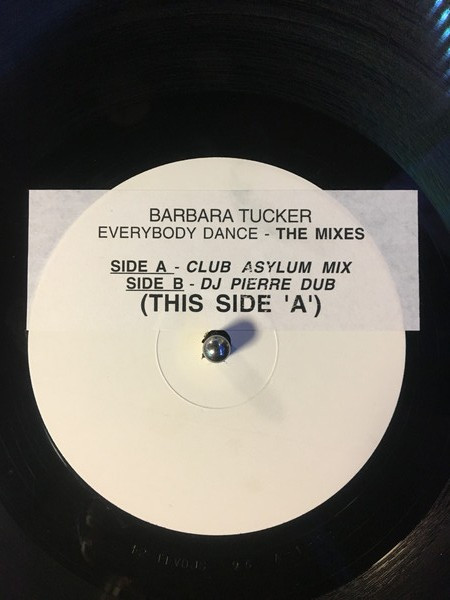 BARBARA TUCKER
EVERYBODY DANCE - THE MIXES
SIDE A - CLUB ASYLUM MIX
SIDE B - DJ PIERRE DUB
(THIS SIDE 'A')